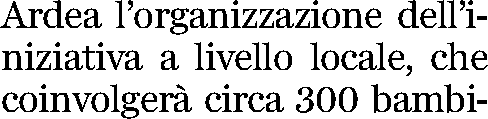 Ardea l'organizzazione dell'i-
niziativa a livello locale, che
coinvolgerà circa 300 bambi-